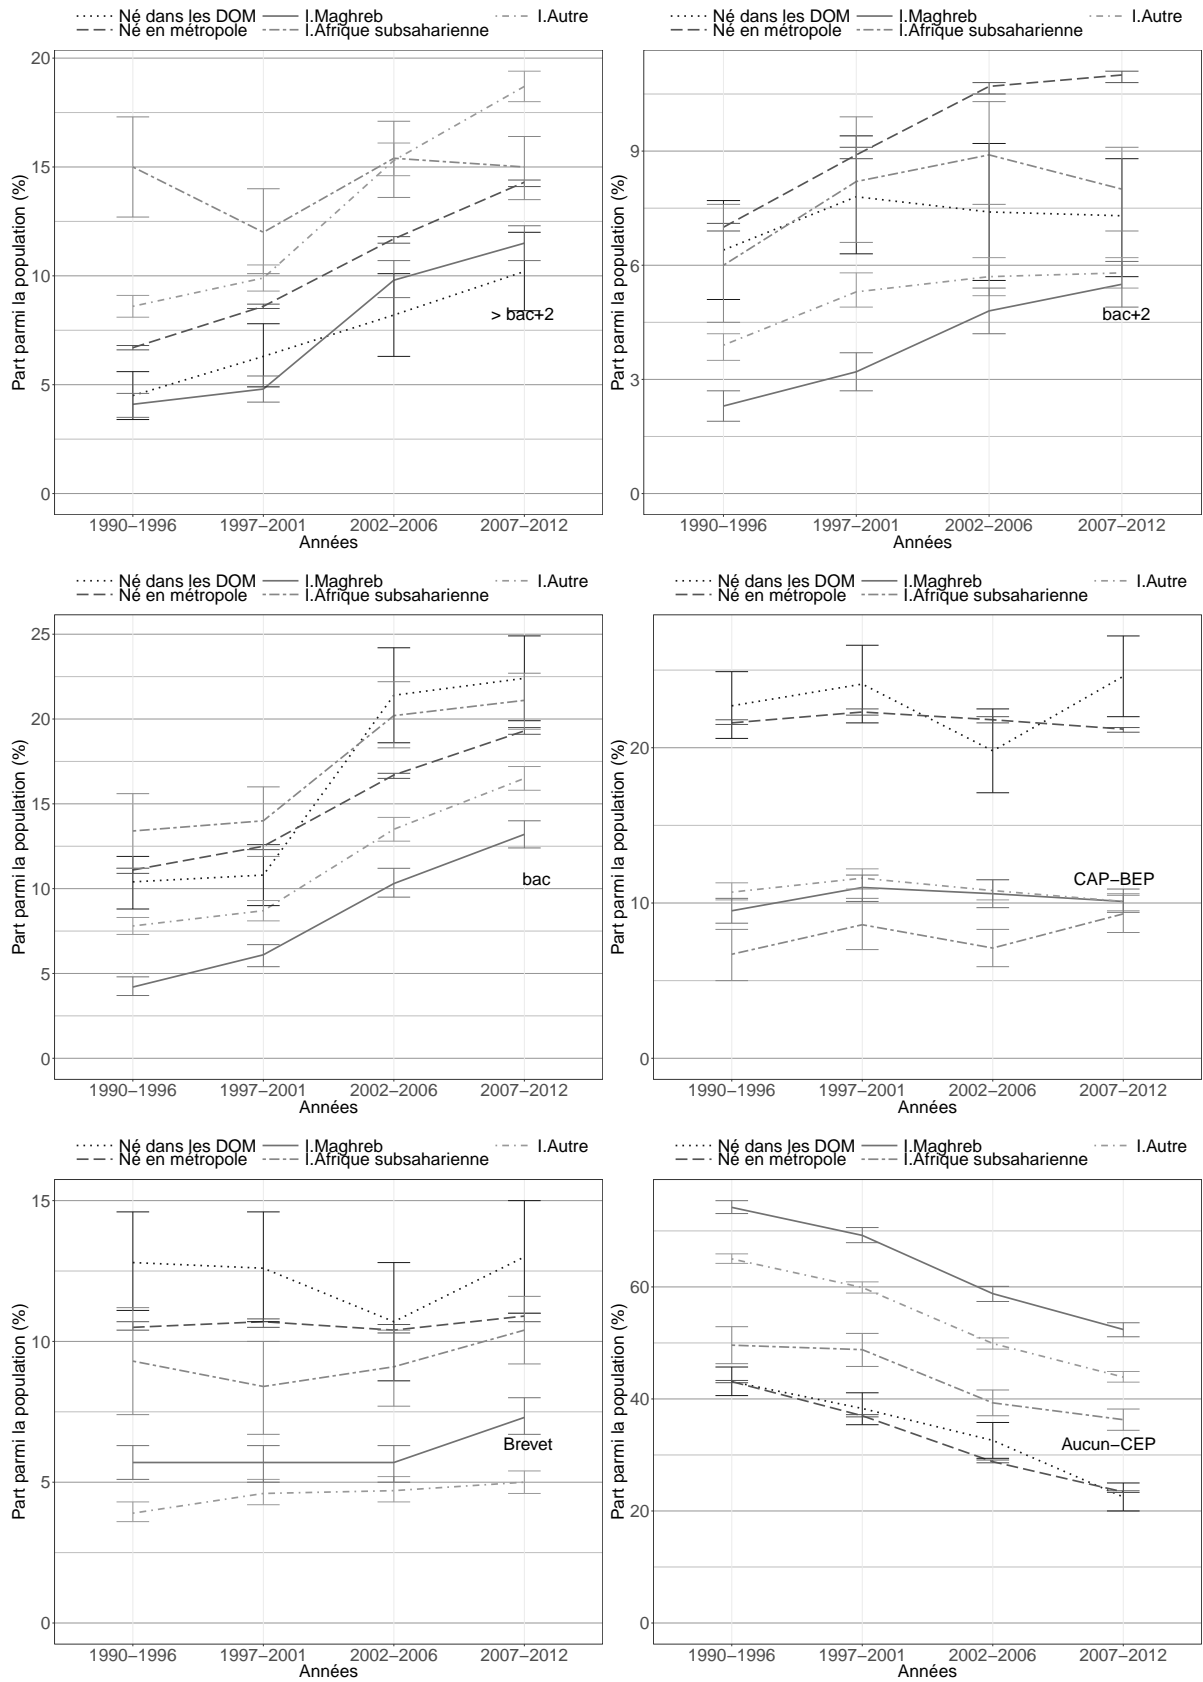 Né dans les DOM I.Maghreb I.Autre
Né en métropole I.Afrique subsaharienne
Part parmi la population (%)
20
15
10
5
0
> bac+2
1990–1996 1997–2001 2002–2006 2007–2012
Années
Né dans les DOM I.Maghreb I.Autre
Né en métropole I.Afrique subsaharienne
Part parmi la population (%)
9
6
3
0
bac+2
1990–1996 1997–2001 2002–2006 2007–2012
Années
Né dans les DOM I.Maghreb I.Autre
Né en métropole I.Afrique subsaharienne
Part parmi la population (%)
25
20
15
10
5
0
bac
1990–1996 1997–2001 2002–2006 2007–2012
Années
Né dans les DOM I.Maghreb I.Autre
Né en métropole I.Afrique subsaharienne
Part parmi la population (%)
20
10
0
CAP–BEP
1990–1996 1997–2001 2002–2006 2007–2012
Années
Né dans les DOM I.Maghreb I.Autre
Né en métropole I.Afrique subsaharienne
Part parmi la population (%)
15
10
5
0
Brevet
1990–1996 1997–2001 2002–2006 2007–2012
Années
Né dans les DOM I.Maghreb I.Autre
Né en métropole I.Afrique subsaharienne
Part parmi la population (%)
60
40
20
0
Aucun–CEP
1990–1996 1997–2001 2002–2006 2007–2012
Années